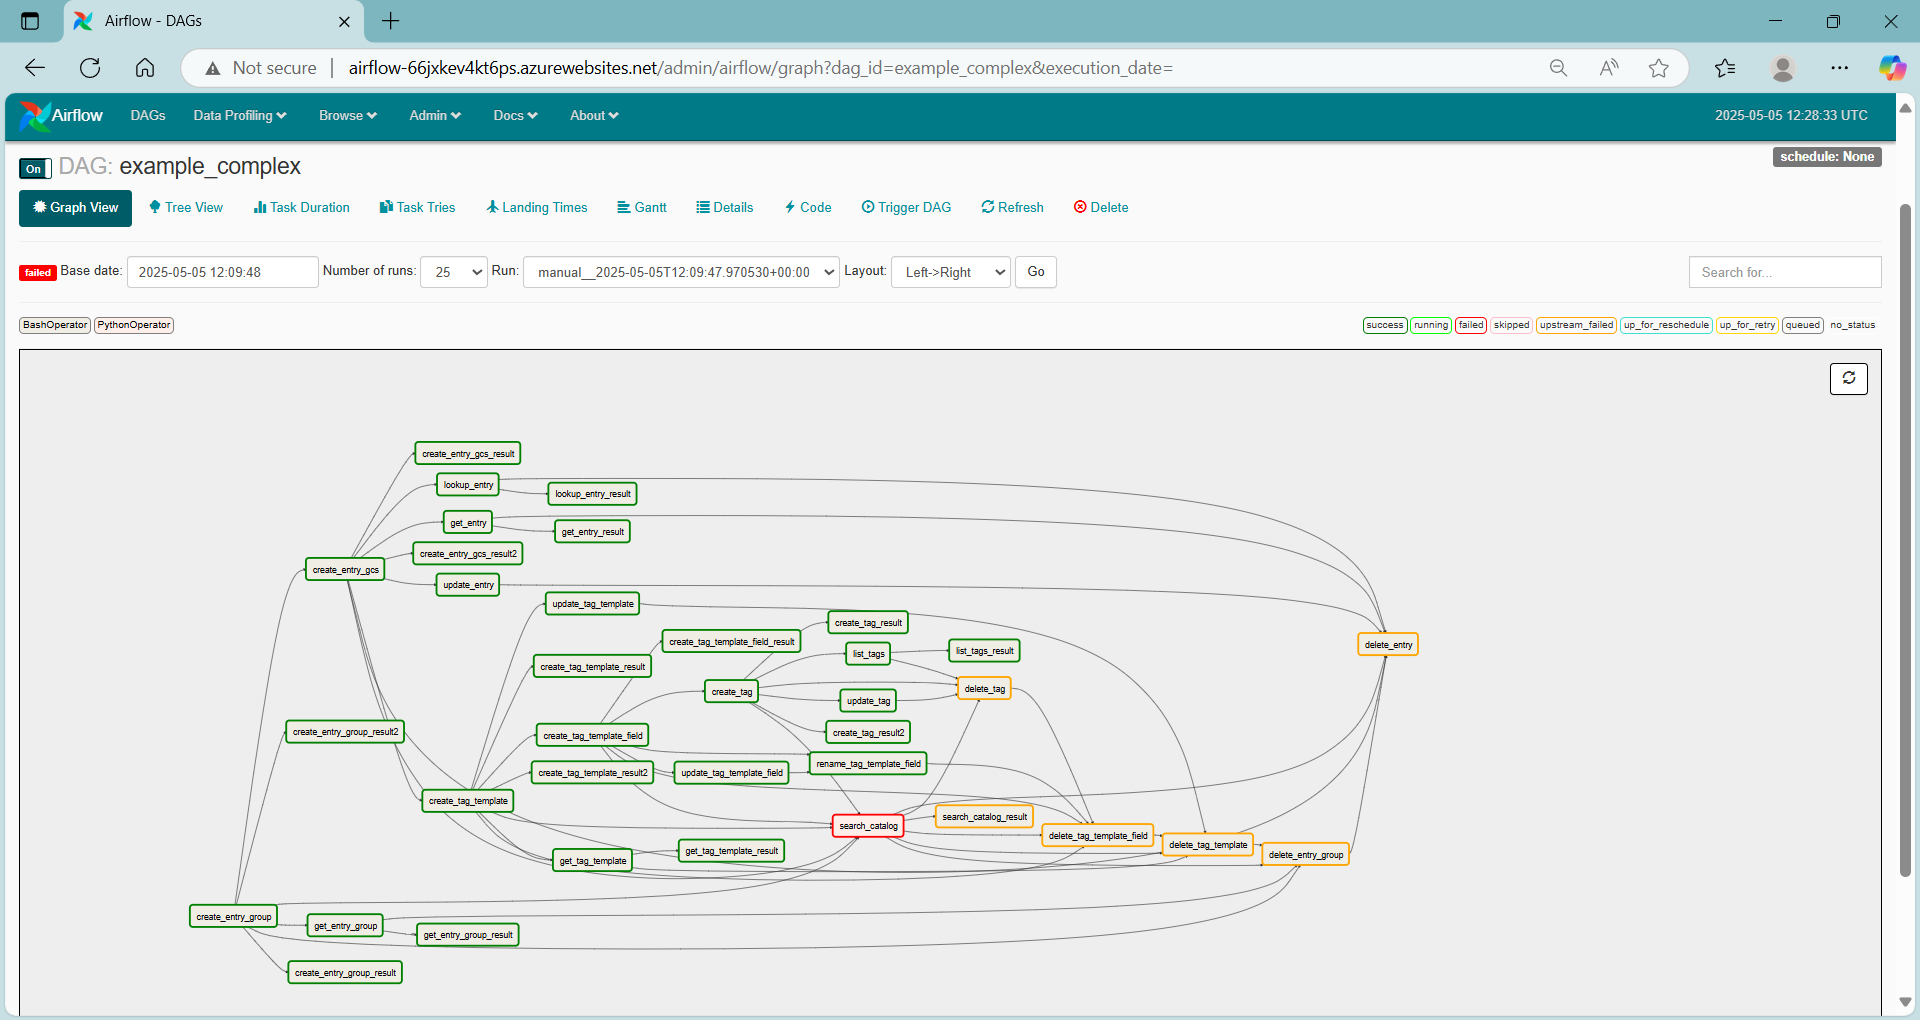 Airflow - DAGs
Not secure
airflow-66jxkev4kt6ps.azurewebsites.net/admin/airflow/graph?dag_id=example_complex&execution_date=
Airflow DAGs Data Profiling Browse Admin Docs About 2025-05-05 12:28:33 UTC
On DAG: example_complex schedule: None
Graph View Tree View Task Duration Task Tries Landing Times Gantt Details Code Trigger DAG Refresh Delete
failed Base date: 2025-05-05 12:09:48 Number of runs: 25 Run: manual__2025-05-05T12:09:47.970530+00:00 Layout: Left->Right Go Search for...
BashOperator PythonOperator success running failed skipped upstream_failed up_for_reschedule up_for_retry queued no_status
create_entry_gcs_result
lookup_entry
lookup_entry_result
get_entry
get_entry_result
create_entry_gcs_result2
create_entry_gcs
update_entry
update_tag_template
create_tag_result
create_tag_template_field_result
delete_entry
list_tags
list_tags_result
create_tag_template_result
create_tag
delete_tag
update_tag
create_entry_group_result2
create_tag_template_field
create_tag_result2
rename_tag_template_field
create_tag_template_result2
update_tag_template_field
create_tag_template
search_catalog
search_catalog_result
delete_tag_template_field
delete_tag_template
get_tag_template_result
delete_entry_group
get_tag_template
create_entry_group
get_entry_group
get_entry_group_result
create_entry_group_result